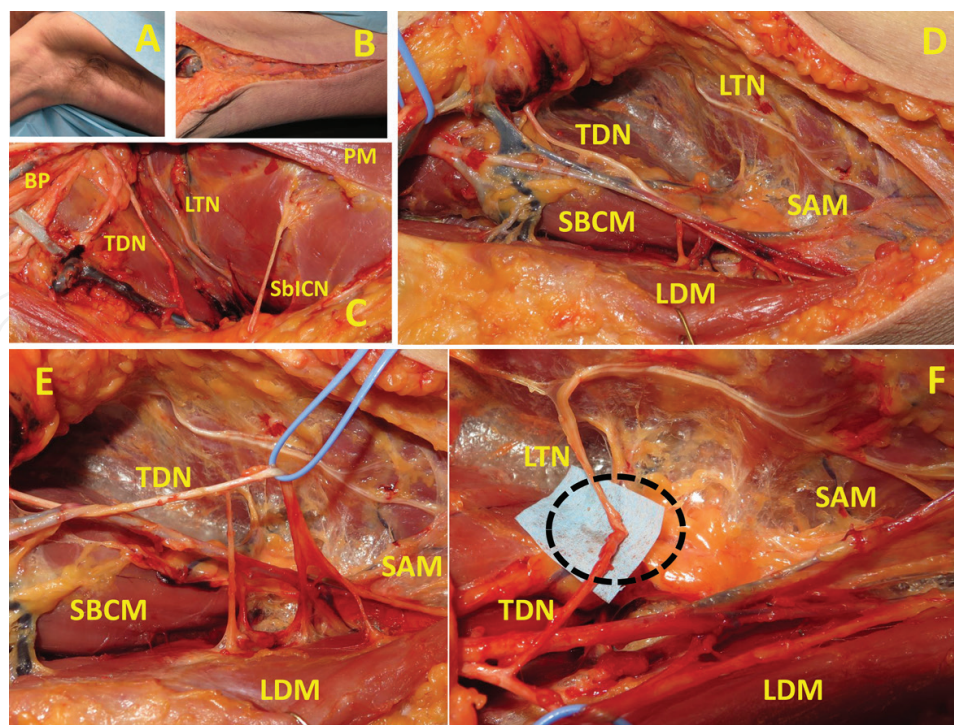 A
B
BP
PM
LTN
TDN
SbICN
C
D
LTN
TDN
SBCM
SAM
LDM
E
TDN
SBCM
SAM
LDM
F
LTN
SAM
TDN
LDM